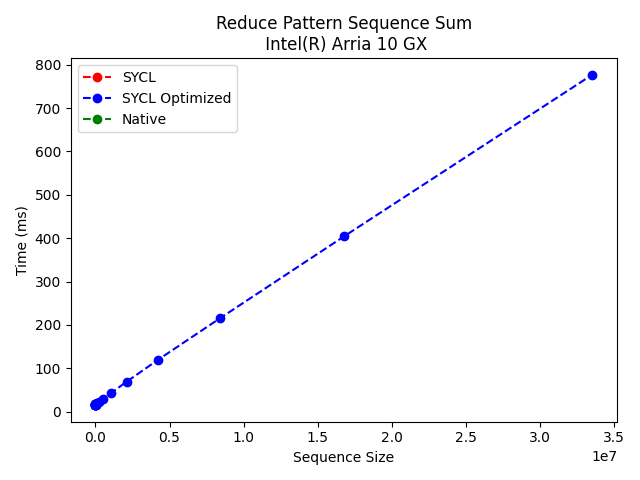 Reduce Pattern Sequence Sum
Intel(R) Arria 10 GX
SYCL
SYCL Optimized
Native
Time (ms)
800
700
600
500
400
300
200
100
0
0.0 0.5 1.0 1.5 2.0 2.5 3.0 3.5
1e7
Sequence Size